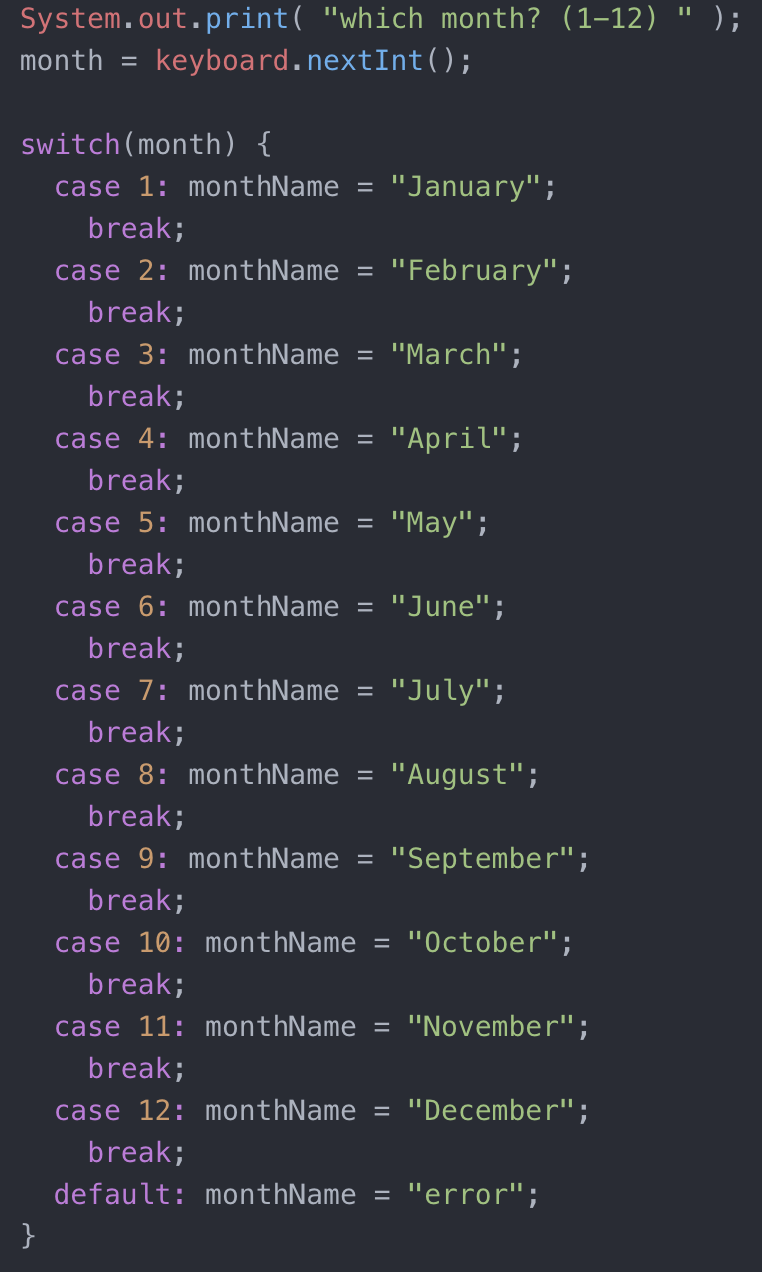 System.out.print( "which month? (1-12) " );
month = keyboard.nextInt();

switch(month) {
  case 1: monthName = "January";
    break;
  case 2: monthName = "February";
    break;
  case 3: monthName = "March";
    break;
  case 4: monthName = "April";
    break;
  case 5: monthName = "May";
    break;
  case 6: monthName = "June";
    break;
  case 7: monthName = "July";
    break;
  case 8: monthName = "August";
    break;
  case 9: monthName = "September";
    break;
  case 10: monthName = "October";
    break;
  case 11: monthName = "November";
    break;
  case 12: monthName = "December";
    break;
  default: monthName = "error";
}